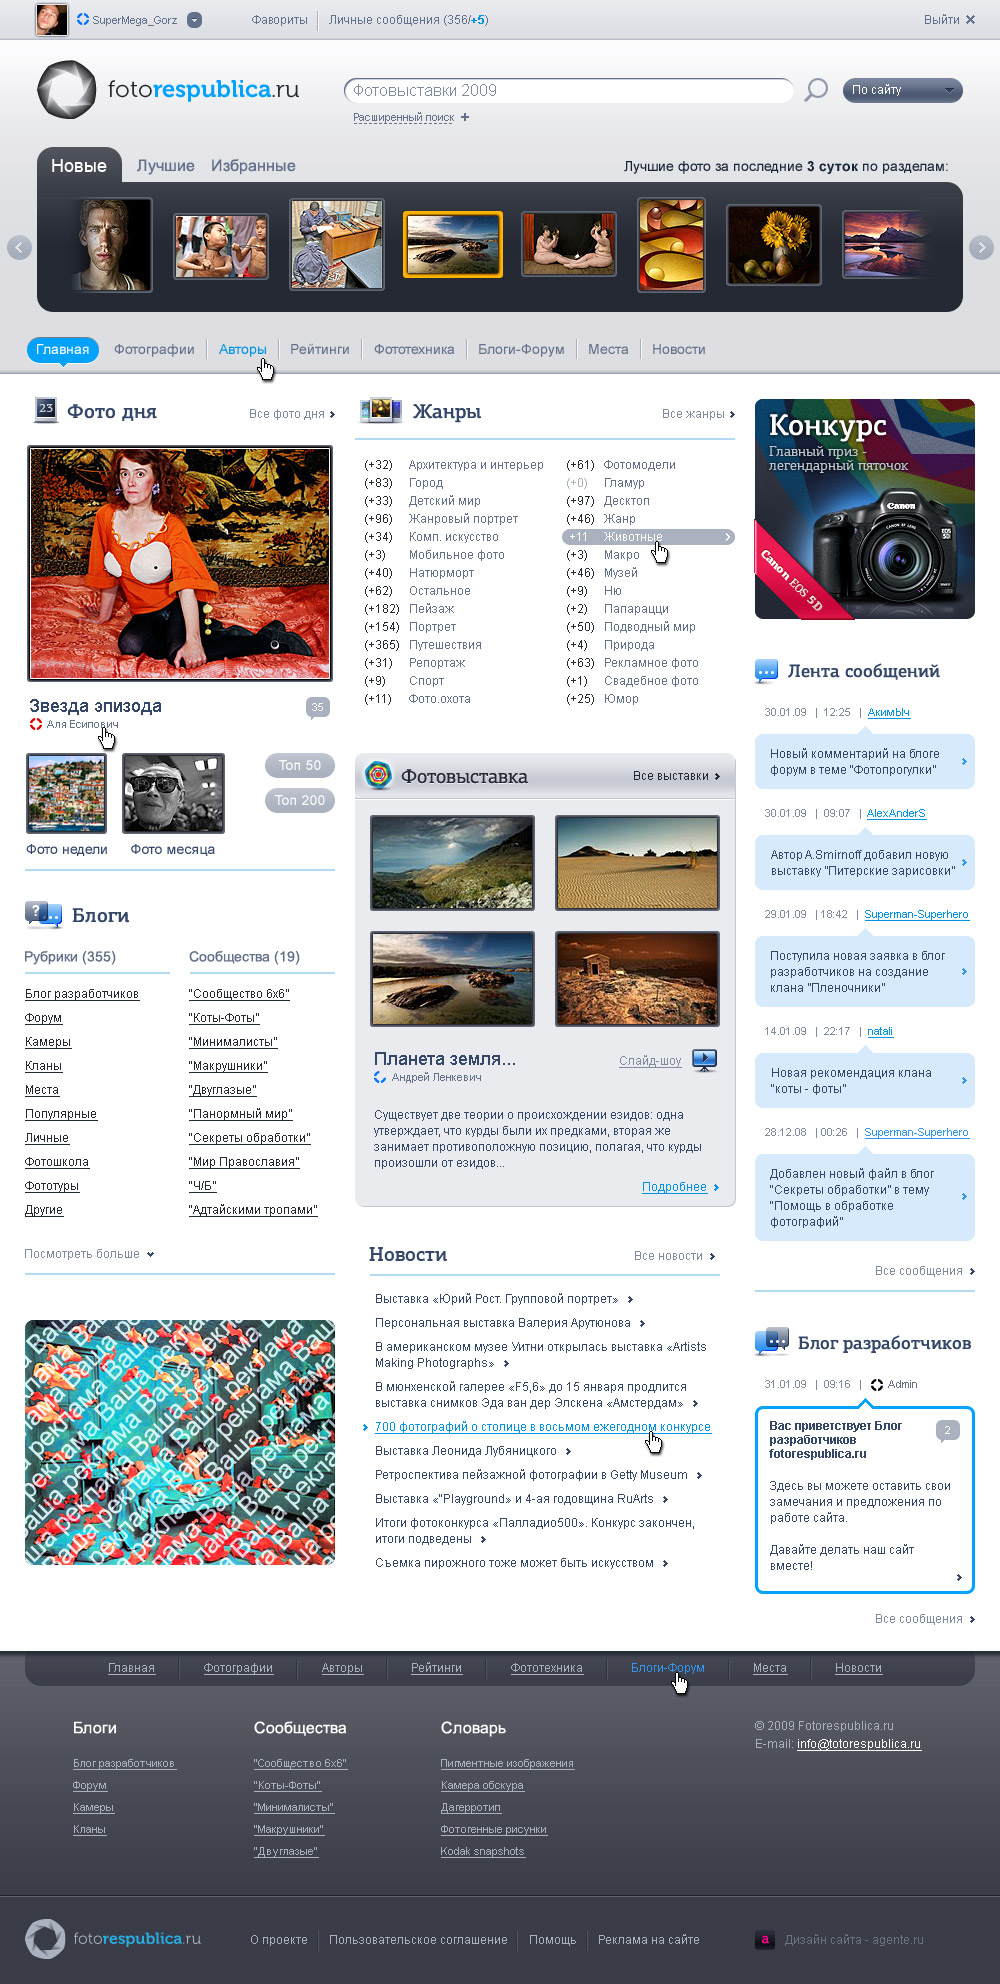 SuperMega_Gorz
Фавориты
Личные сообщения (356/+5)
Выйти
fotorespublica.ru
Фотовыставки 2009
По сайту
Расширенный поиск
Новые
Лучшие
Избранные
Лучшие фото за последние 3 суток по разделам:
Главная
Фотографии
Авторы
Рейтинги
Фототехника
Блоги-Форум
Места
Новости
23
Фото дня
Все фото дня
Звезда эпизода
35
Аля Есипович
Топ 50
Топ 200
Фото недели
Фото месяца
Жанры
Все жанры
(+32) Архитектура и интерьер
(+83) Город
(+33) Детский мир
(+96) Жанровый портрет
(+34) Комп. искусство
(+3) Мобильное фото
(+40) Натюрморт
(+62) Остальное
(+182) Пейзаж
(+154) Портрет
(+365) Путешествия
(+31) Репортаж
(+9) Спорт
(+11) Фото.охота
(+61) Фотомодели
(+0) Гламур
(+97) Десктоп
(+46) Жанр
+11 Животные
(+3) Макро
(+46) Музей
(+9) Ню
(+2) Папарацци
(+50) Подводный мир
(+4) Природа
(+63) Рекламное фото
(+1) Свадебное фото
(+25) Юмор
Конкурс
Главный приз -
легендарный пяточок
Canon
EOS
5D
Canon EOS 5D
Лента сообщений
30.01.09 | 12:25 | АкимЫч
Новый комментарий на блоге
форум в теме "Фотопрогулки"
30.01.09 | 09:07 | AlexAnderS
Автор A.Smirnoff добавил новую
выставку "Питерские зарисовки"
29.01.09 | 18:42 | Superman-Superhero
Поступила новая заявка в блог
разработчиков на создание
клана "Пленочники"
14.01.09 | 22:17 | natali
Новая рекомендация клана
"коты - фоты"
28.12.08 | 00:26 | Superman-Superhero
Добавлен новый файл в блог
"Секреты обработки" в тему
"Помощь в обработке
фотографий"
Все сообщения
Блоги
Рубрики (355)
Блог разработчиков
Форум
Камеры
Кланы
Места
Популярные
Личные
Фотошкола
Фототуры
Другие
Сообщества (19)
"Сообщество 6х6"
"Коты-Фоты"
"Минималисты"
"Макрушники"
"Двуглазые"
"Панормный мир"
"Секреты обработки"
"Мир Православия"
"Ч/Б"
"Адтайскими тропами"
Посмотреть больше
Фотовыставка
Все выставки
Планета земля...
Андрей Ленкевич
Слайд-шоу
Существует две теории о происхождении езидов: одна
утверждает, что курды были их предками, вторая же
занимает противоположную позицию, полагая, что курды
произошли от езидов...
Подробнее
Новости
Все новости
Выставка «Юрий Рост. Групповой портрет»
Персональная выставка Валерия Арутюнова
В американском музее Уитни открылась выставка «Artists
Making Photographs»
В мюнхенской галерее «F5,6» до 15 января продлится
выставка снимков Эда ван дер Элскена «Амстердам»
700 фотографий о столице в восьмом ежегодном конкурсе
Выставка Леонида Лубяницкого
Ретроспектива пейзажной фотографии в Getty Museum
Выставка «"Playground» и 4-ая годовщина RuArts
Итоги фотоконкурса «Палладио500». Конкурс закончен,
итоги подведены
Съемка пирожного тоже может быть искусством
Блог разработчиков
31.01.09 | 09:16 | Admin
Вас приветствует Блог
разработчиков
fotorespublica.ru
2
Здесь вы можете оставить свои
замечания и предложения по
работе сайта.
Давайте делать наш сайт
вместе!
Все сообщения
Главная
Фотографии
Авторы
Рейтинги
Фототехника
Блоги-Форум
Места
Новости
Блоги
Блог разработчиков
Форум
Камеры
Кланы
Сообщества
"Сообщество 6х6"
"Коты-Фоты"
"Минималисты"
"Макрушники"
"Двуглазые"
Словарь
Пигментные изображения
Камера обскура
Дагерротип
Фотогенные рисунки
Kodak snapshots
© 2009 Fotorespublica.ru
E-mail: info@fotorespublica.ru
fotorespublica.ru
О проекте
Пользовательское соглашение
Помощь
Реклама на сайте
a
Дизайн сайта - agente.ru